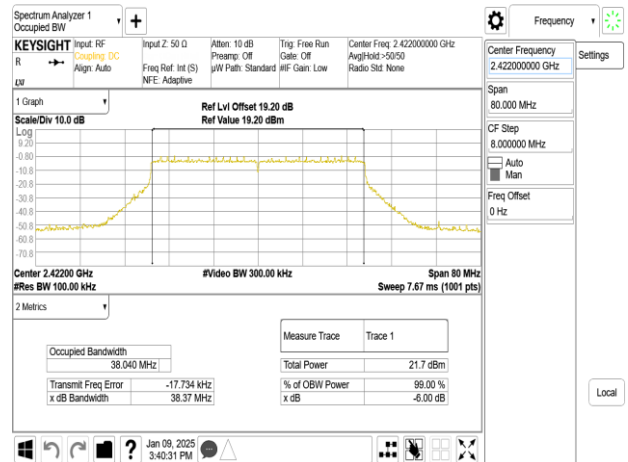 Spectrum Analyzer 1
Occupied BW
Frequency
KEYSIGHT Input: RF Input Z: 50 Ω Atten: 10 dB Trig: Free Run Center Freq: 2.422000000 GHz
R Coupling: DC Preamp: Off Gate: Off Avg|Hold:>50/50
Align: Auto Freq Ref: Int (S) µW Path: Standard #IF Gain: Low Radio Std: None
LXI NFE: Adaptive
Center Frequency
2.422000000 GHz
Settings
Span
80.000 MHz
CF Step
8.000000 MHz
Auto
Man
Freq Offset
0 Hz
Local
1 Graph
Ref Lvl Offset 19.20 dB
Scale/Div 10.0 dB Ref Value 19.20 dBm
Log
9.20
-0.80
-10.8
-20.8
-30.8
-40.8
-50.8
-60.8
-70.8
Center 2.42200 GHz #Video BW 300.00 kHz Span 80 MHz
#Res BW 100.00 kHz Sweep 7.67 ms (1001 pts)
2 Metrics
Measure Trace Trace 1
Occupied Bandwidth
38.040 MHz
Total Power 21.7 dBm
Transmit Freq Error -17.734 kHz % of OBW Power 99.00 %
x dB Bandwidth 38.37 MHz x dB -6.00 dB
?
Jan 09, 2025
3:40:31 PM